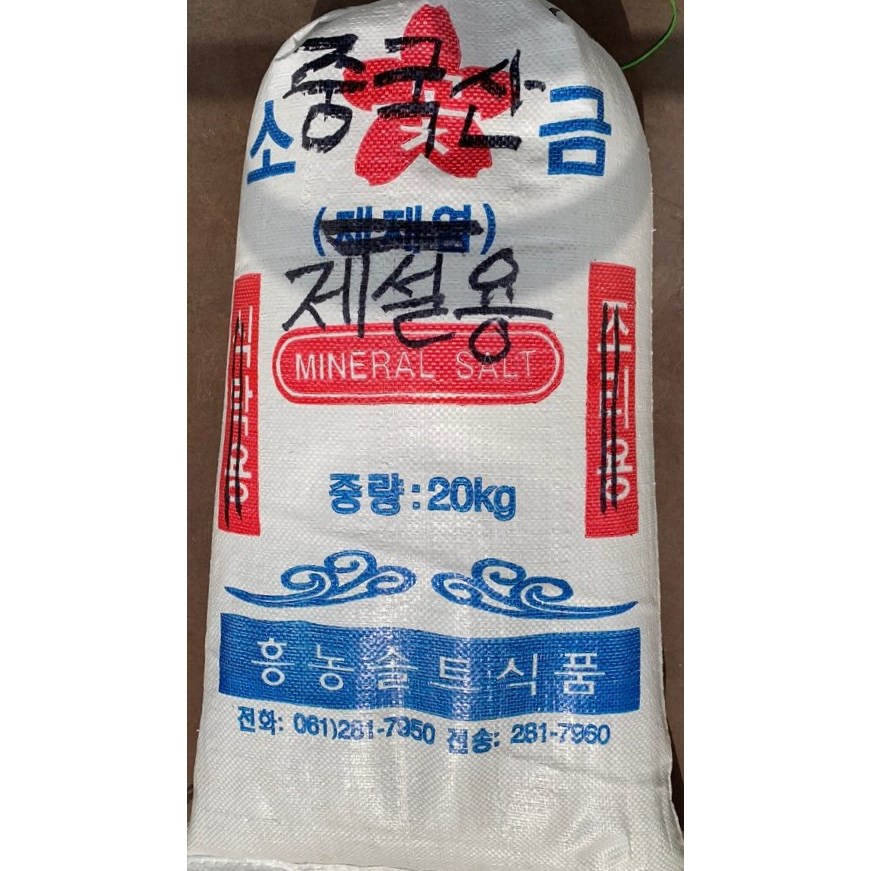 중국산
소 花 금
(재제염)
제설용
MINERAL SALT
중량 : 20kg
흥농솔트식품
전화: 061)281-7950 전송: 281-7960